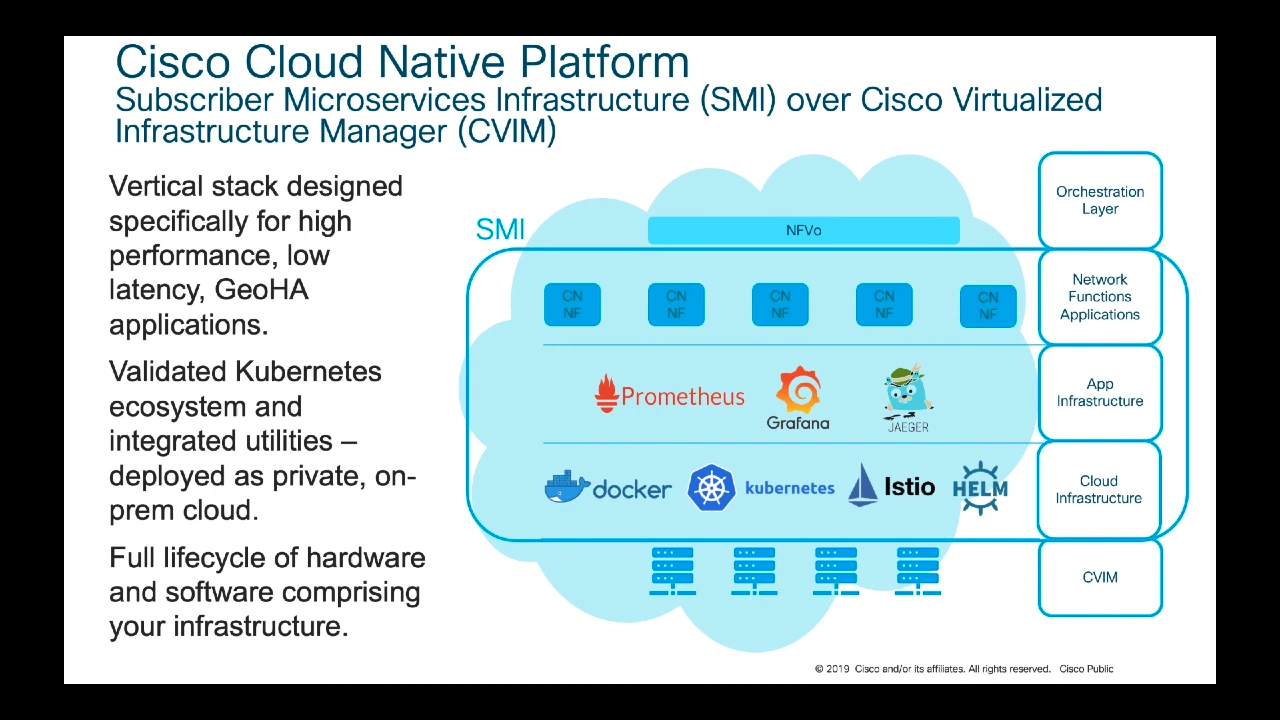 Cisco Cloud Native Platform
Subscriber Microservices Infrastructure (SMI) over Cisco Virtualized
Infrastructure Manager (CVIM)
Vertical stack designed
specifically for high
performance, low
latency, GeoHA
applications.
Validated Kubernetes
ecosystem and
integrated utilities –
deployed as private, on-
prem cloud.
Full lifecycle of hardware
and software comprising
your infrastructure.
SMI
NFVo
Orchestration
Layer
CN
NF
CN
NF
CN
NF
CN
NF
CN
NF
Network
Functions
Applications
Prometheus
Grafana
JAEGER
App
Infrastructure
docker
kubernetes
Istio
HELM
Cloud
Infrastructure
CVIM
© 2019 Cisco and/or its affiliates. All rights reserved. Cisco Public